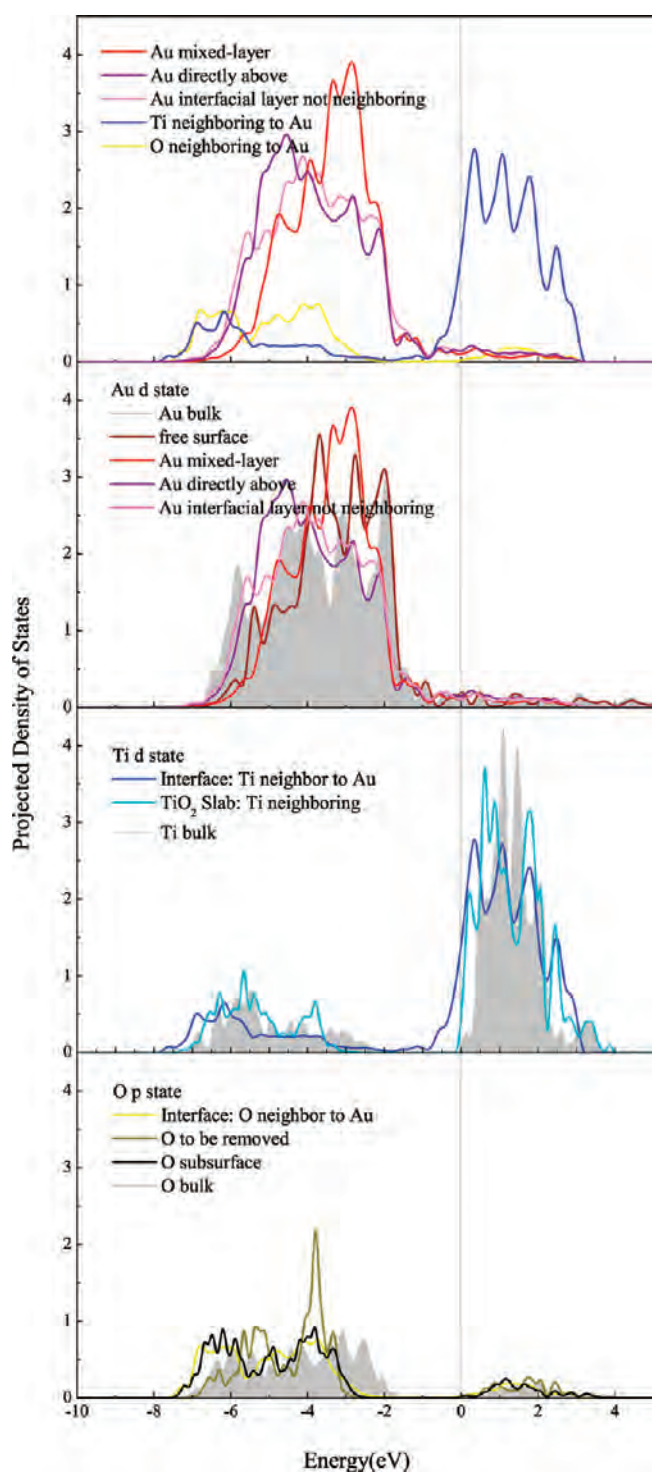 4
Au mixed-layer
Au directly above
Au interfacial layer not neighboring
3
Ti neighboring to Au
O neighboring to Au
2
1
0
Au d state
4
Au bulk
free surface
Au mixed-layer
3
Au directly above
Au interfacial layer not neighboring
2
1
0
Projected Density of States
4
Ti d state
Interface: Ti neighbor to Au
3
TiO2 Slab: Ti neighboring
Ti bulk
2
1
0
4
O p state
Interface: O neighbor to Au
O to be removed
3
O subsurface
O bulk
2
1
0
-10 -8 -6 -4 -2 0 2 4
Energy(eV)